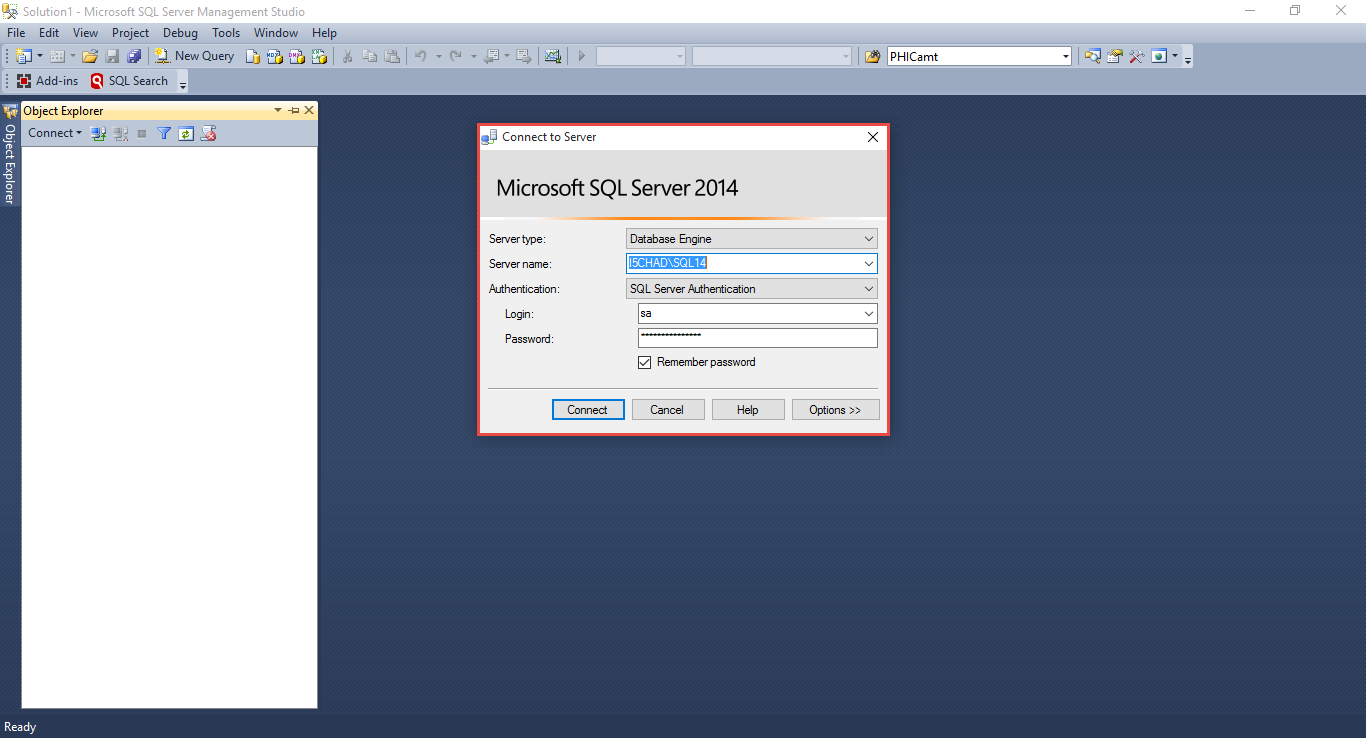 Solution1 - Microsoft SQL Server Management Studio
File Edit View Project Debug Tools Window Help
New Query PHICamt
Add-ins SQL Search
Object Explorer
Connect
Object Explorer
Connect to Server
Microsoft SQL Server 2014
Server type: Database Engine
Server name: I5CHAD\SQL14
Authentication: SQL Server Authentication
Login: sa
Password: ***************
Remember password
Connect Cancel Help Options >>
Ready